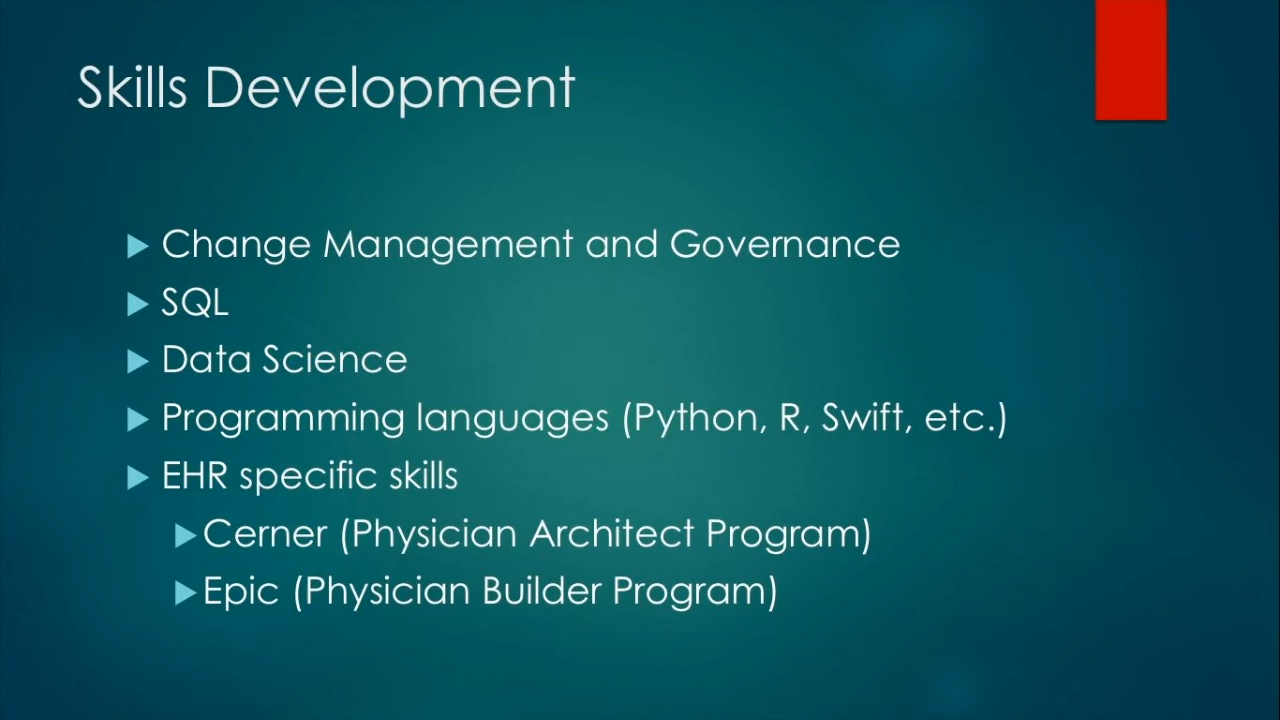 Skills Development
Change Management and Governance
SQL
Data Science
Programming languages (Python, R, Swift, etc.)
EHR specific skills
Cerner (Physician Architect Program)
Epic (Physician Builder Program)